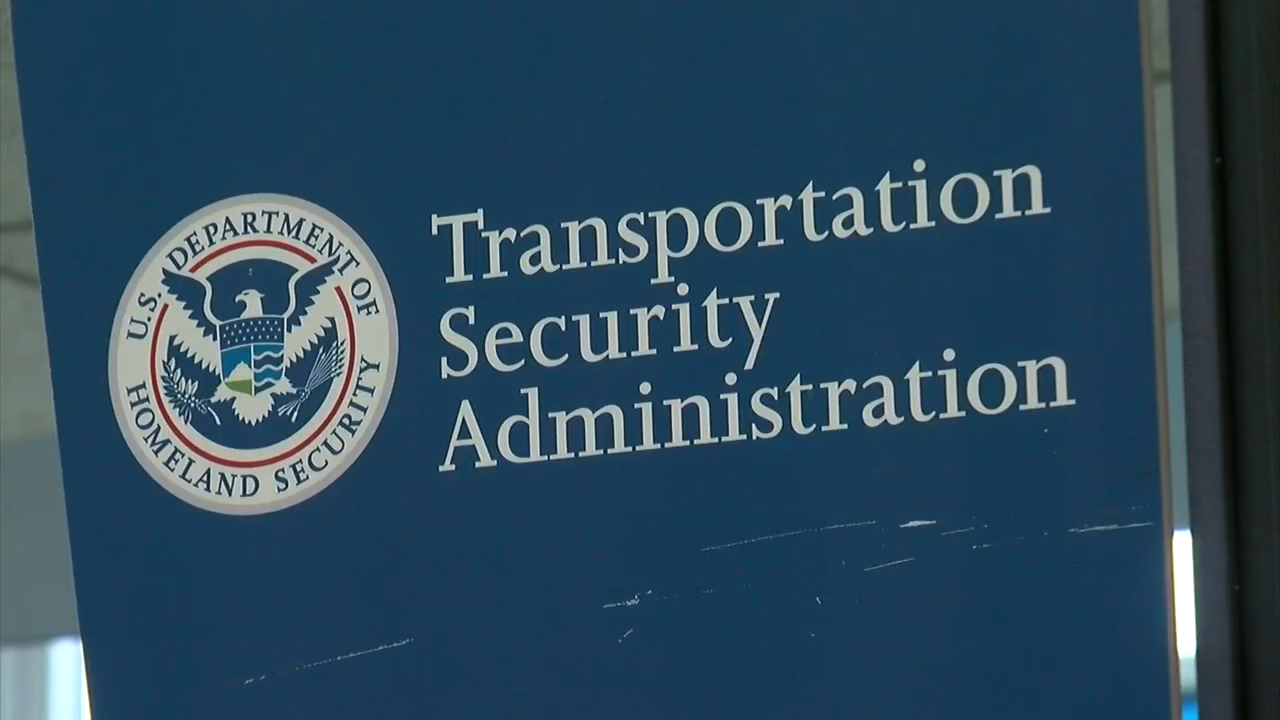 U.S. DEPARTMENT OF
HOMELAND SECURITY
Transportation
Security
Administration